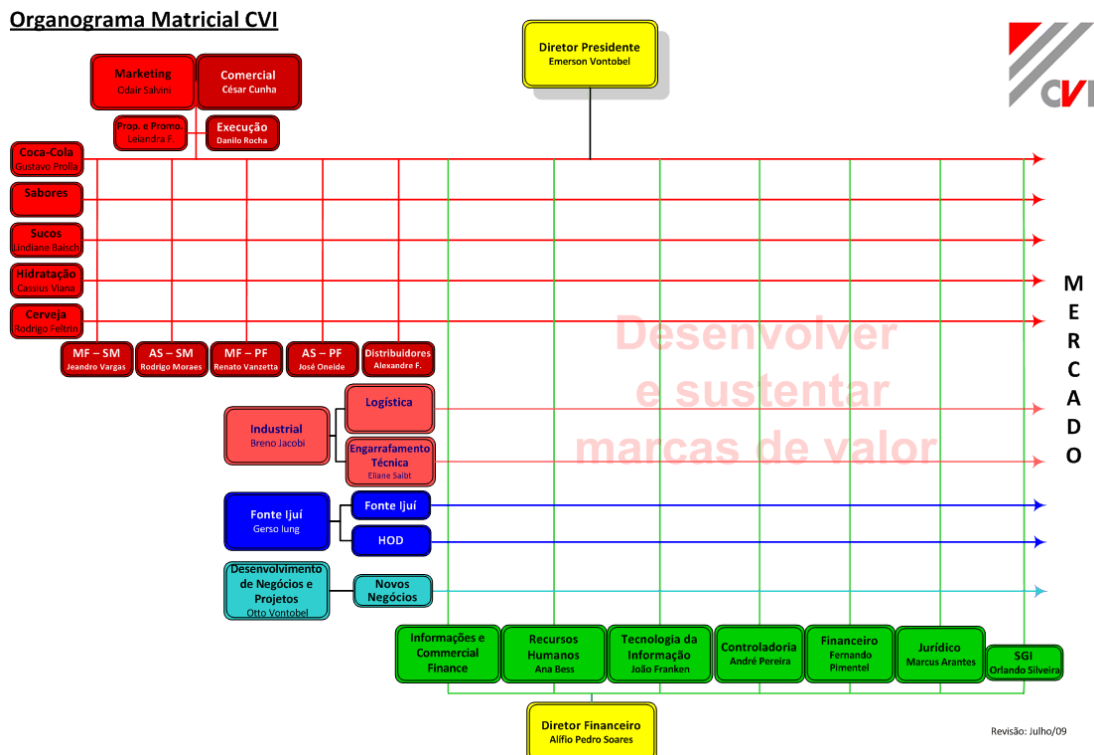 Organograma Matricial CVI
Diretor Presidente
Emerson Vontobel
CVI
Marketing
Odair Salvini
Comercial
César Cunha
Prop. e Promo.
Leiandra F.
Execução
Danilo Rocha
Coca-Cola
Gustavo Prolla
Sabores
Sucos
Lindiane Baisch
Hidratação
Cassius Viana
Cerveja
Rodrigo Feltrin
MF – SM
Jeandro Vargas
AS – SM
Rodrigo Moraes
MF – PF
Renato Vanzetta
AS – PF
José Oneide
Distribuidores
Alexandre F.
Desenvolver
e sustentar
marcas de valor
MERCADO
Industrial
Breno Jacobi
Logística
Engarrafamento
Técnica
Eliane Saibt
Fonte Ijuí
Gerso Iung
Fonte Ijuí
HOD
Desenvolvimento
de Negócios e
Projetos
Otto Vontobel
Novos
Negócios
Informações e
Commercial
Finance
Recursos
Humanos
Ana Bess
Tecnologia da
Informação
João Franken
Controladoria
André Pereira
Financeiro
Fernando
Pimentel
Jurídico
Marcus Arantes
SGI
Orlando Silveira
Diretor Financeiro
Alífio Pedro Soares
Revisão: Julho/09